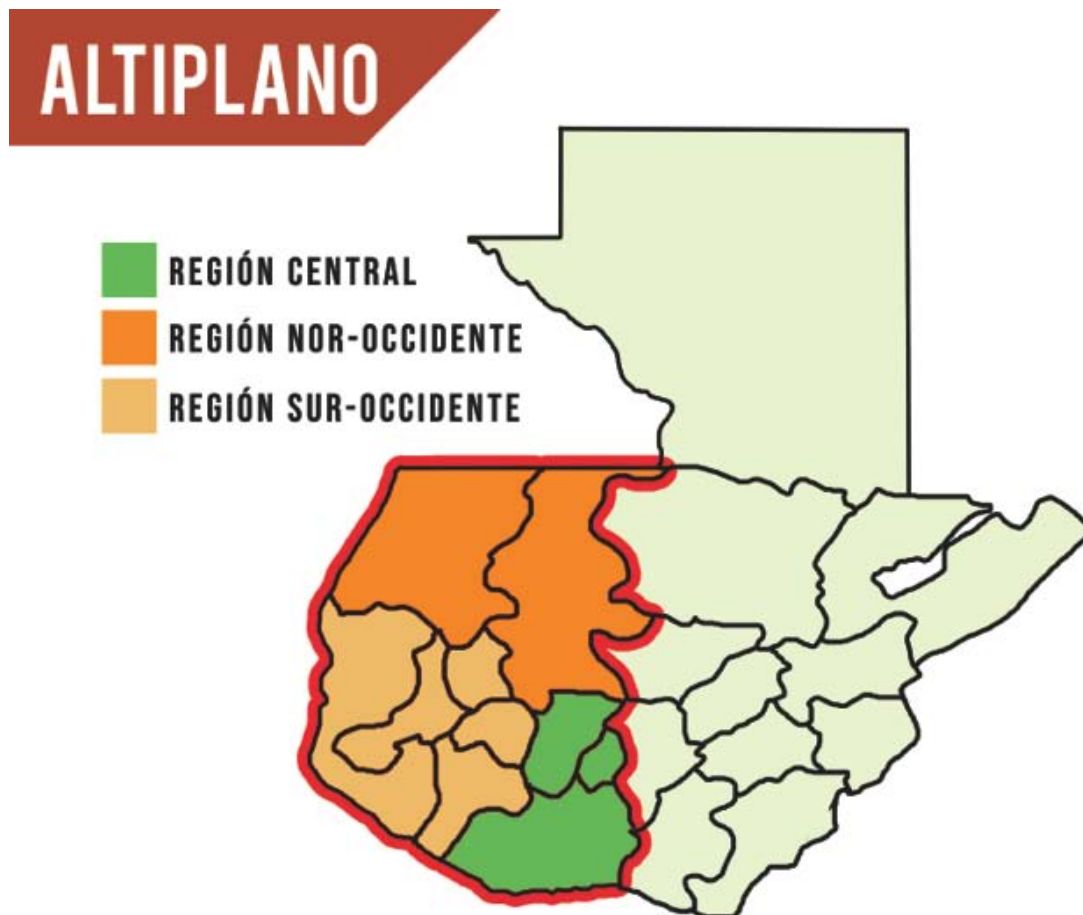 ALTIPLANO
REGIÓN CENTRAL
REGIÓN NOR-OCCIDENTE
REGIÓN SUR-OCCIDENTE